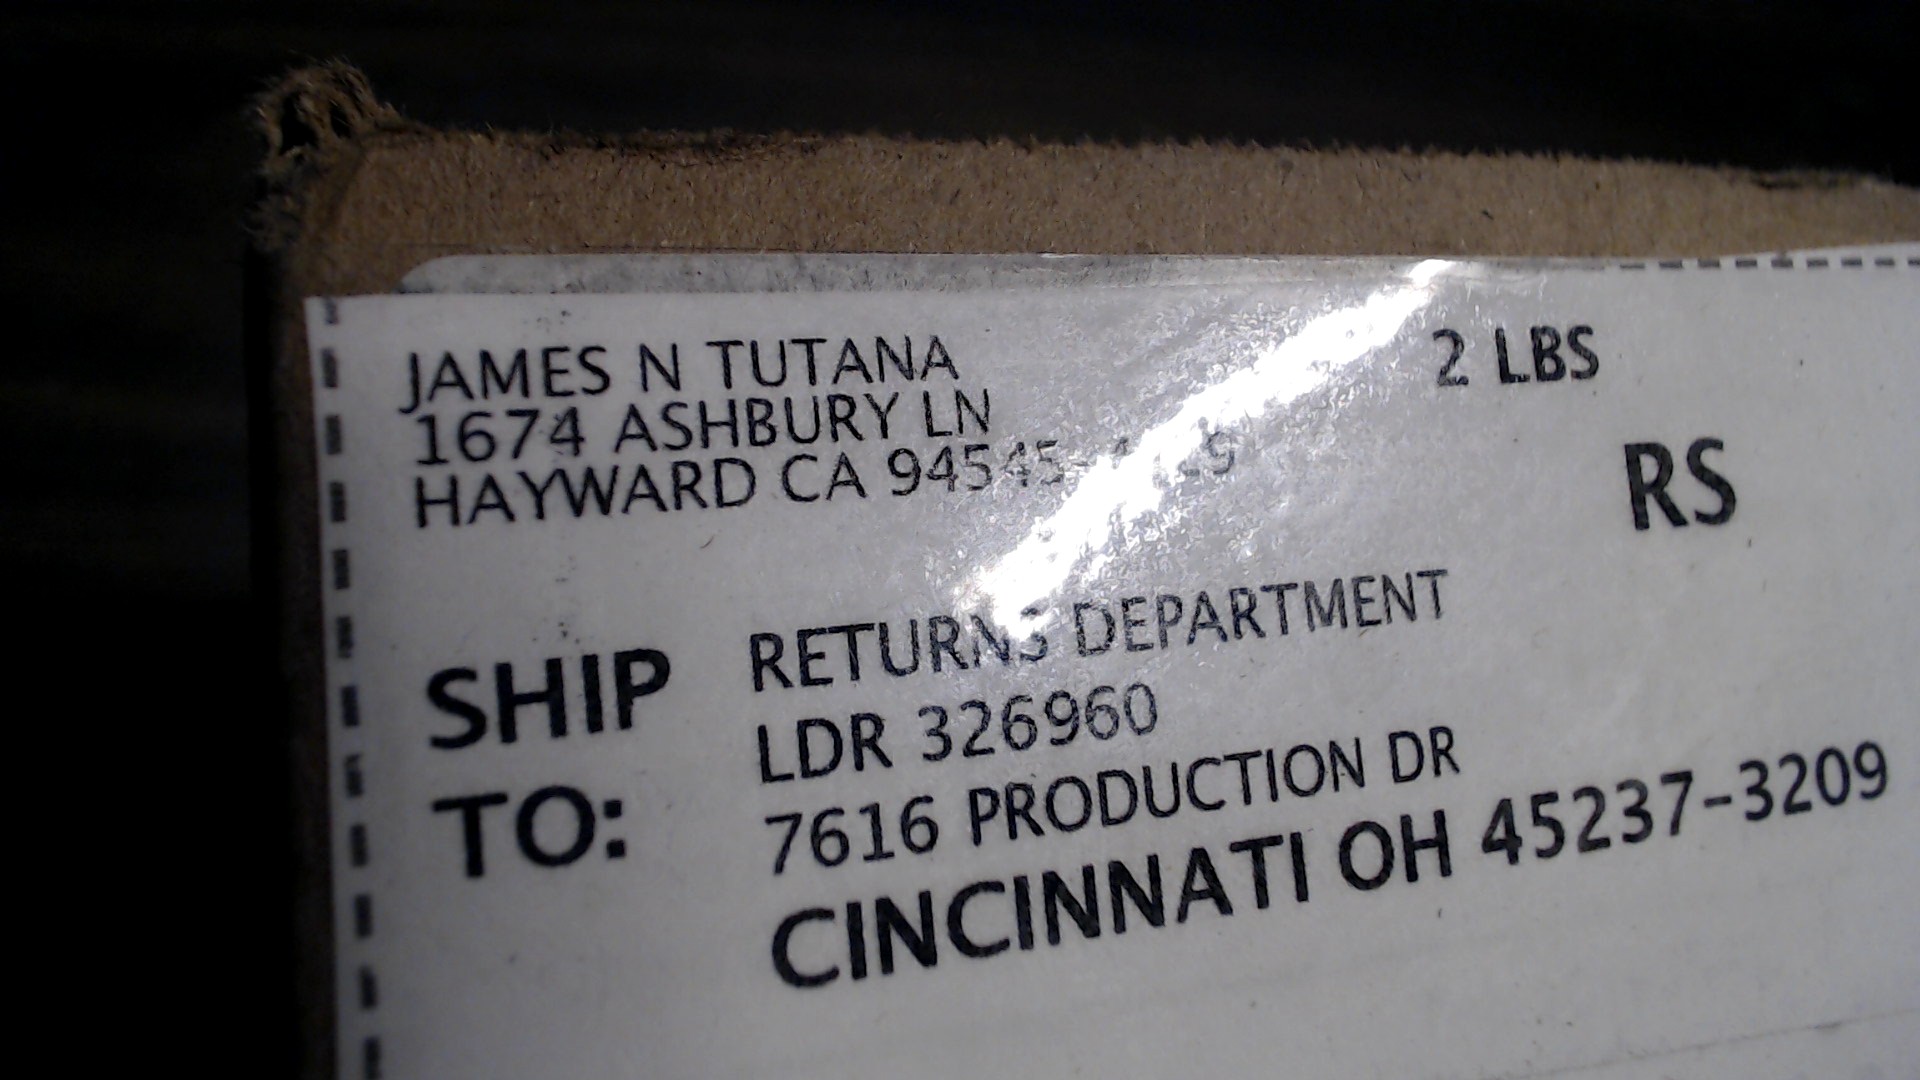 JAMES N TUTANA
1674 ASHBURY LN
HAYWARD CA
2 LBS
RS
SHIP TO:
RETURNS DEPARTMENT
LDR 326960
7616 PRODUCTION DR
CINCINNATI OH 45237-3209